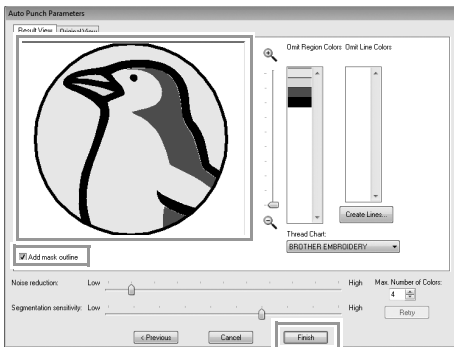 Auto Punch Parameters
Result View Original View
Omit Region Colors Omit Line Colors
Create Lines...
Thread Chart:
BROTHER EMBROIDERY
Add mask outline
Noise reduction: Low High Max. Number of Colors:
4
Segmentation sensitivity: Low High Retry
< Previous Cancel Finish